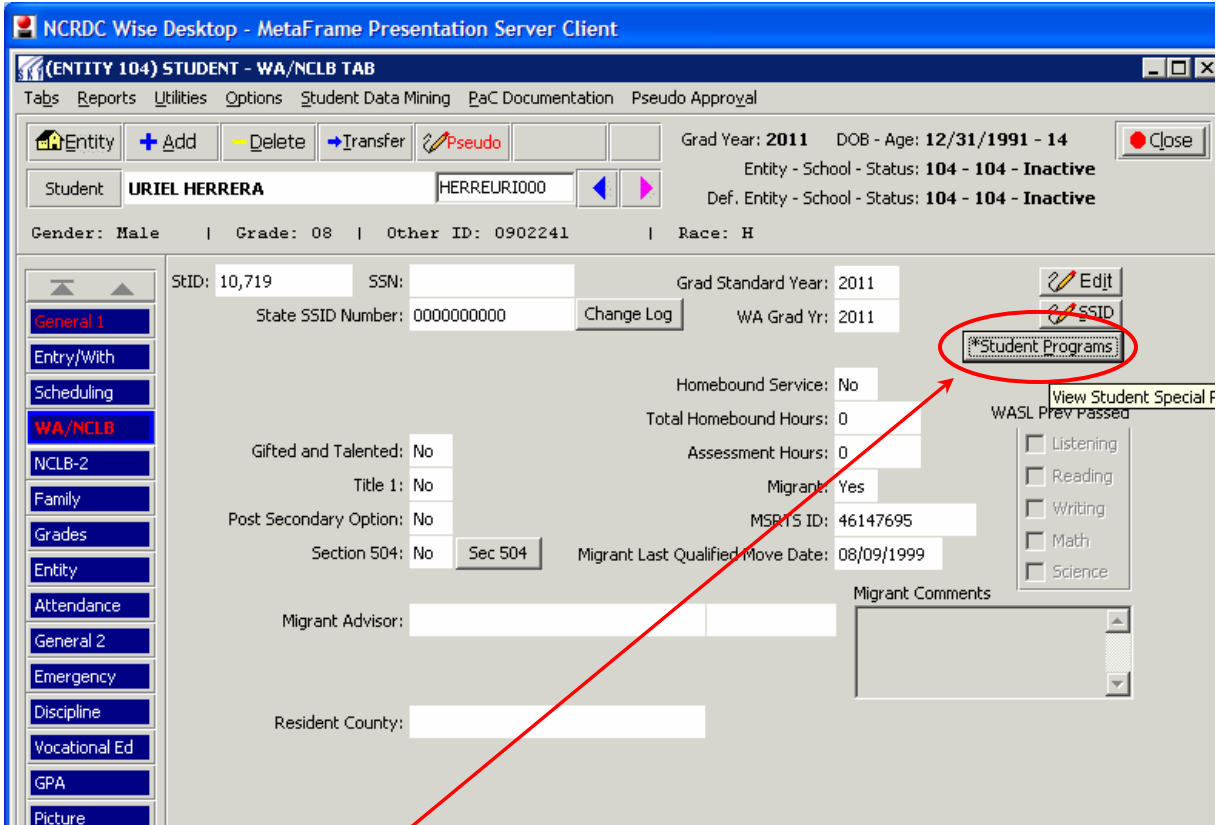 NCRDC Wise Desktop - MetaFrame Presentation Server Client
(ENTITY 104) STUDENT - WA/NCLB TAB
Tabs Reports Utilities Options Student Data Mining PaC Documentation Pseudo Approval
Entity Add Delete Transfer Pseudo Grad Year: 2011 DOB - Age: 12/31/1991 - 14 Close
Entity - School - Status: 104 - 104 - Inactive
Student URIEL HERRERA HERREURI000 Def. Entity - School - Status: 104 - 104 - Inactive
Gender: Male | Grade: 08 | Other ID: 0902241 | Race: H
StID: 10,719 SSN: Grad Standard Year: 2011 Edit
General 1 State SSID Number: 0000000000 Change Log WA Grad Yr: 2011 SSID
Entry/With *Student Programs
Scheduling Homebound Service: No View Student Special
WA/NCLB Total Homebound Hours: 0 WASL Prev Passed
NCLB-2 Gifted and Talented: No Assessment Hours: 0 Listening
Family Title 1: No Migrant: Yes Reading
Grades Post Secondary Option: No MSRTS ID: 46147695 Writing
Entity Section 504: No Sec 504 Migrant Last Qualified Move Date: 08/09/1999 Math
Science
Attendance Migrant Advisor: Migrant Comments
General 2
Emergency
Discipline Resident County:
Vocational Ed
GPA
Picture